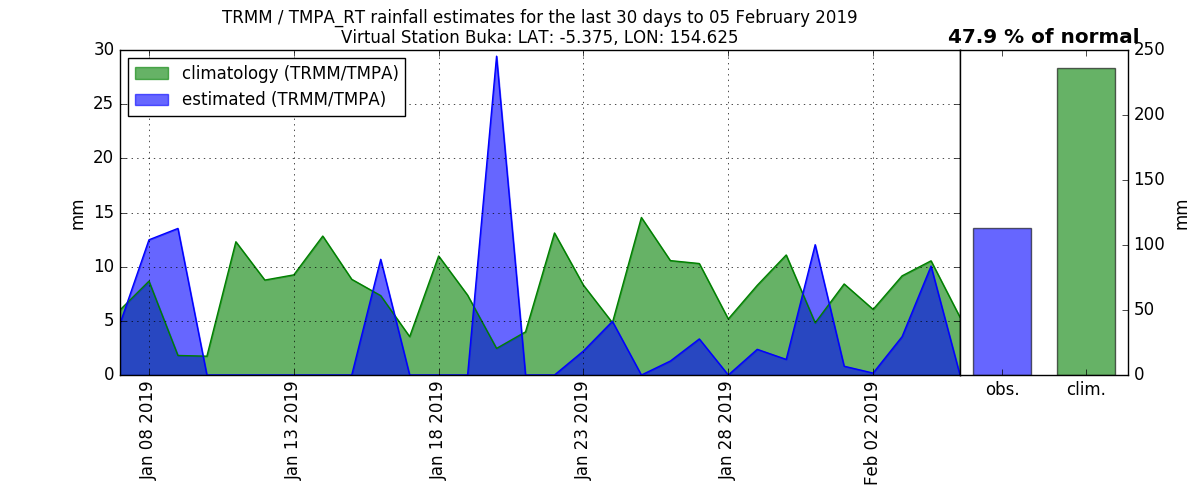 TRMM / TMPA_RT rainfall estimates for the last 30 days to 05 February 2019
Virtual Station Buka: LAT: -5.375, LON: 154.625
47.9 % of normal
climatology (TRMM/TMPA)
estimated (TRMM/TMPA)
30
25
20
15
10
5
0
mm
Jan 08 2019
Jan 13 2019
Jan 18 2019
Jan 23 2019
Jan 28 2019
Feb 02 2019
obs.
clim.
250
200
150
100
50
0
mm